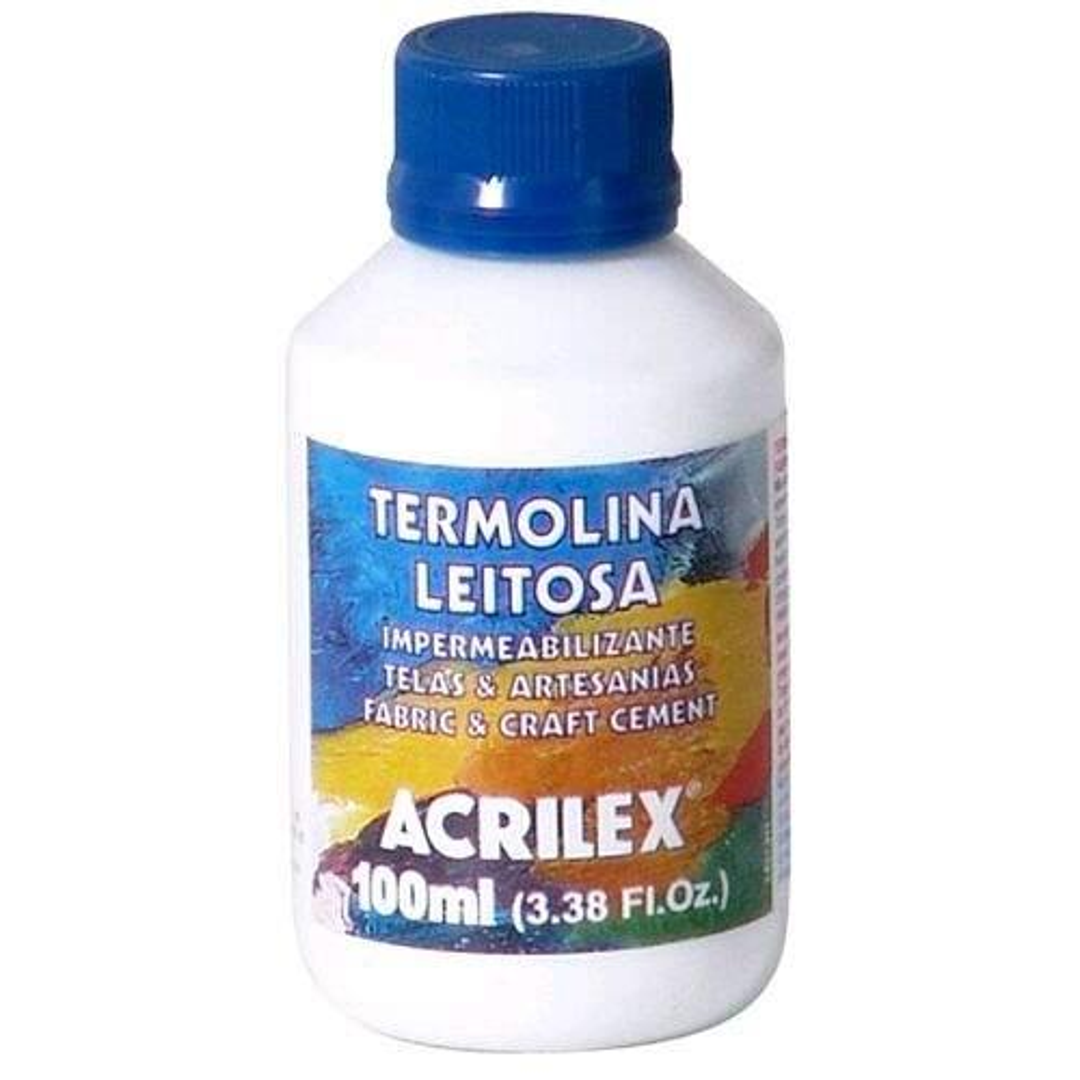 TERMOLINA
LEITOSA
IMPERMEABILIZANTE
TELAS & ARTESANIAS
FABRIC & CRAFT CEMENT
ACRILEX®
100ml (3.38 Fl.Oz.)